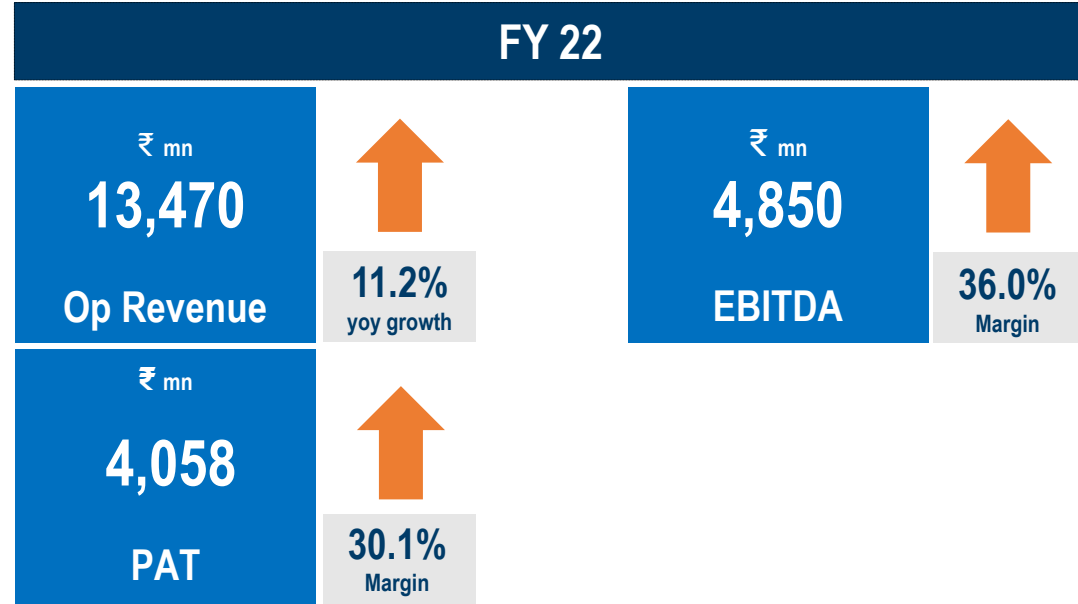 FY 22
₹ mn
13,470
Op Revenue
11.2%
yoy growth
₹ mn
4,850
EBITDA
36.0%
Margin
₹ mn
4,058
PAT
30.1%
Margin